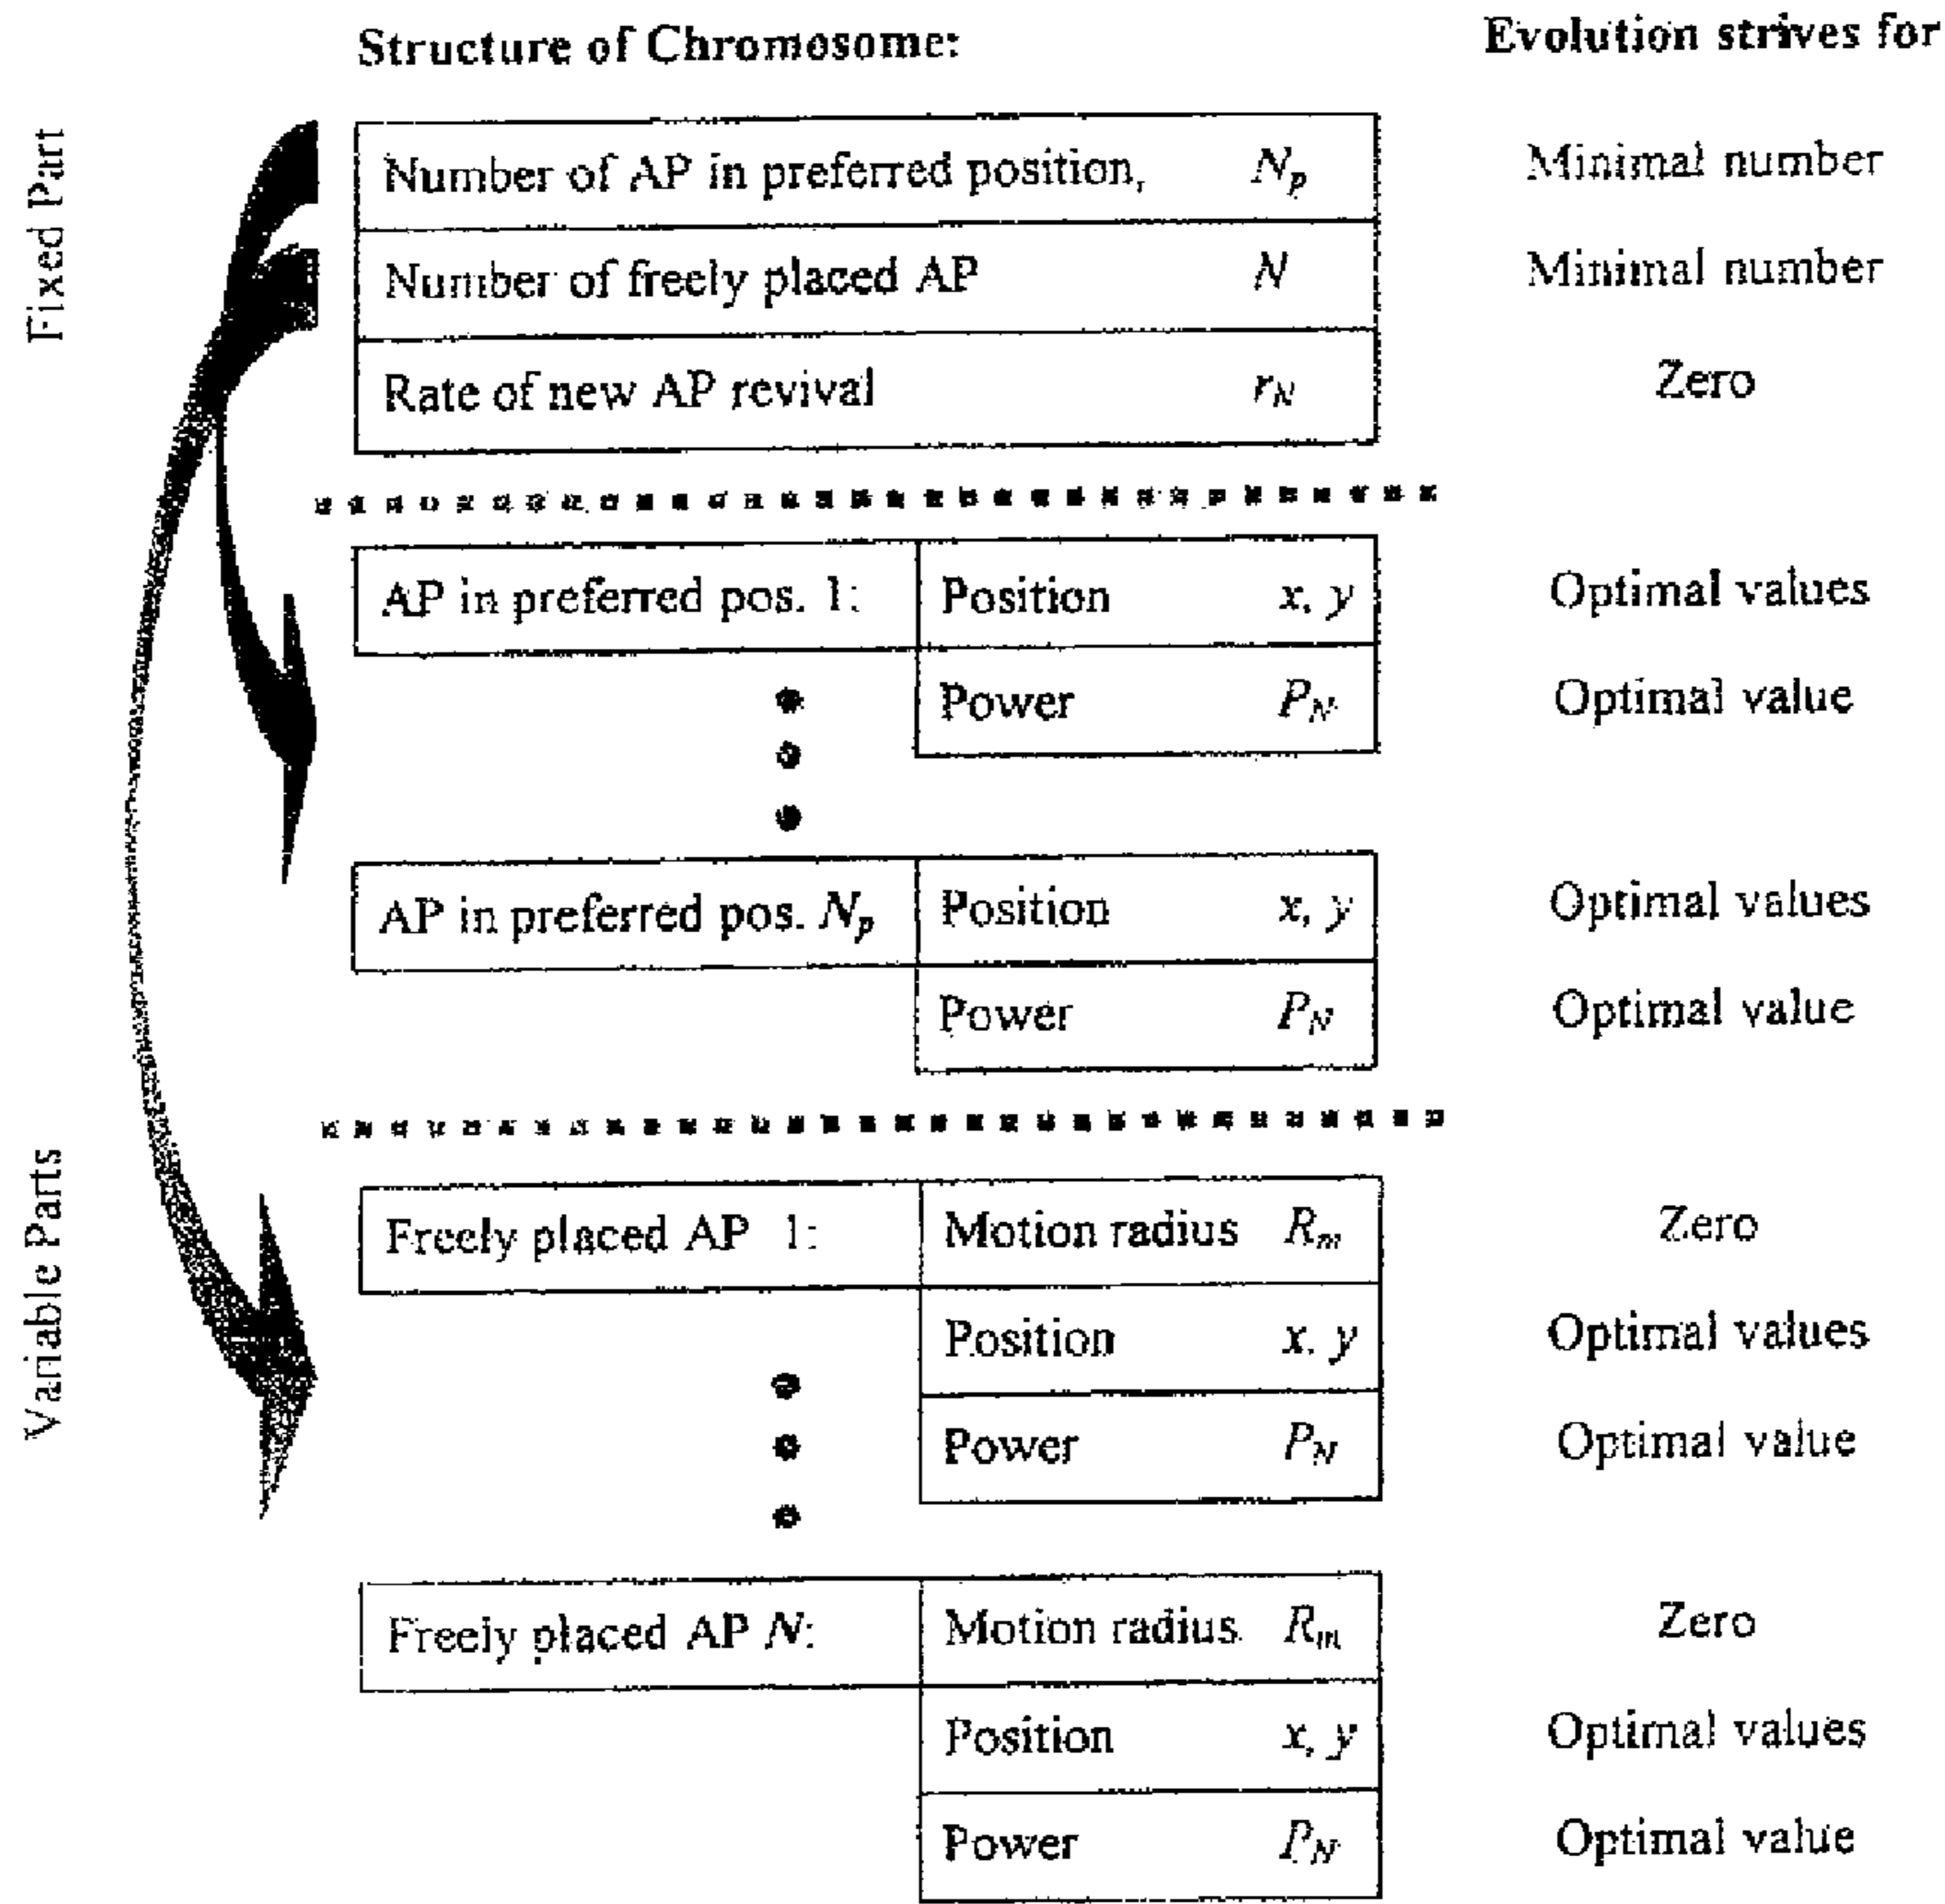 Structure of Chromosome: Evolution strives for
Fixed Part
Number of AP in preferred position, Np Minimal number
Number of freely placed AP N Minimal number
Rate of new AP revival rN Zero
AP in preferred pos. 1: Position x, y Optimal values
Power PN Optimal value
AP in preferred pos. Np Position x, y Optimal values
Power PN Optimal value
Variable Parts
Freely placed AP 1: Motion radius Rm Zero
Position x, y Optimal values
Power PN Optimal value
Freely placed AP N: Motion radius Rm Zero
Position x, y Optimal values
Power PN Optimal value